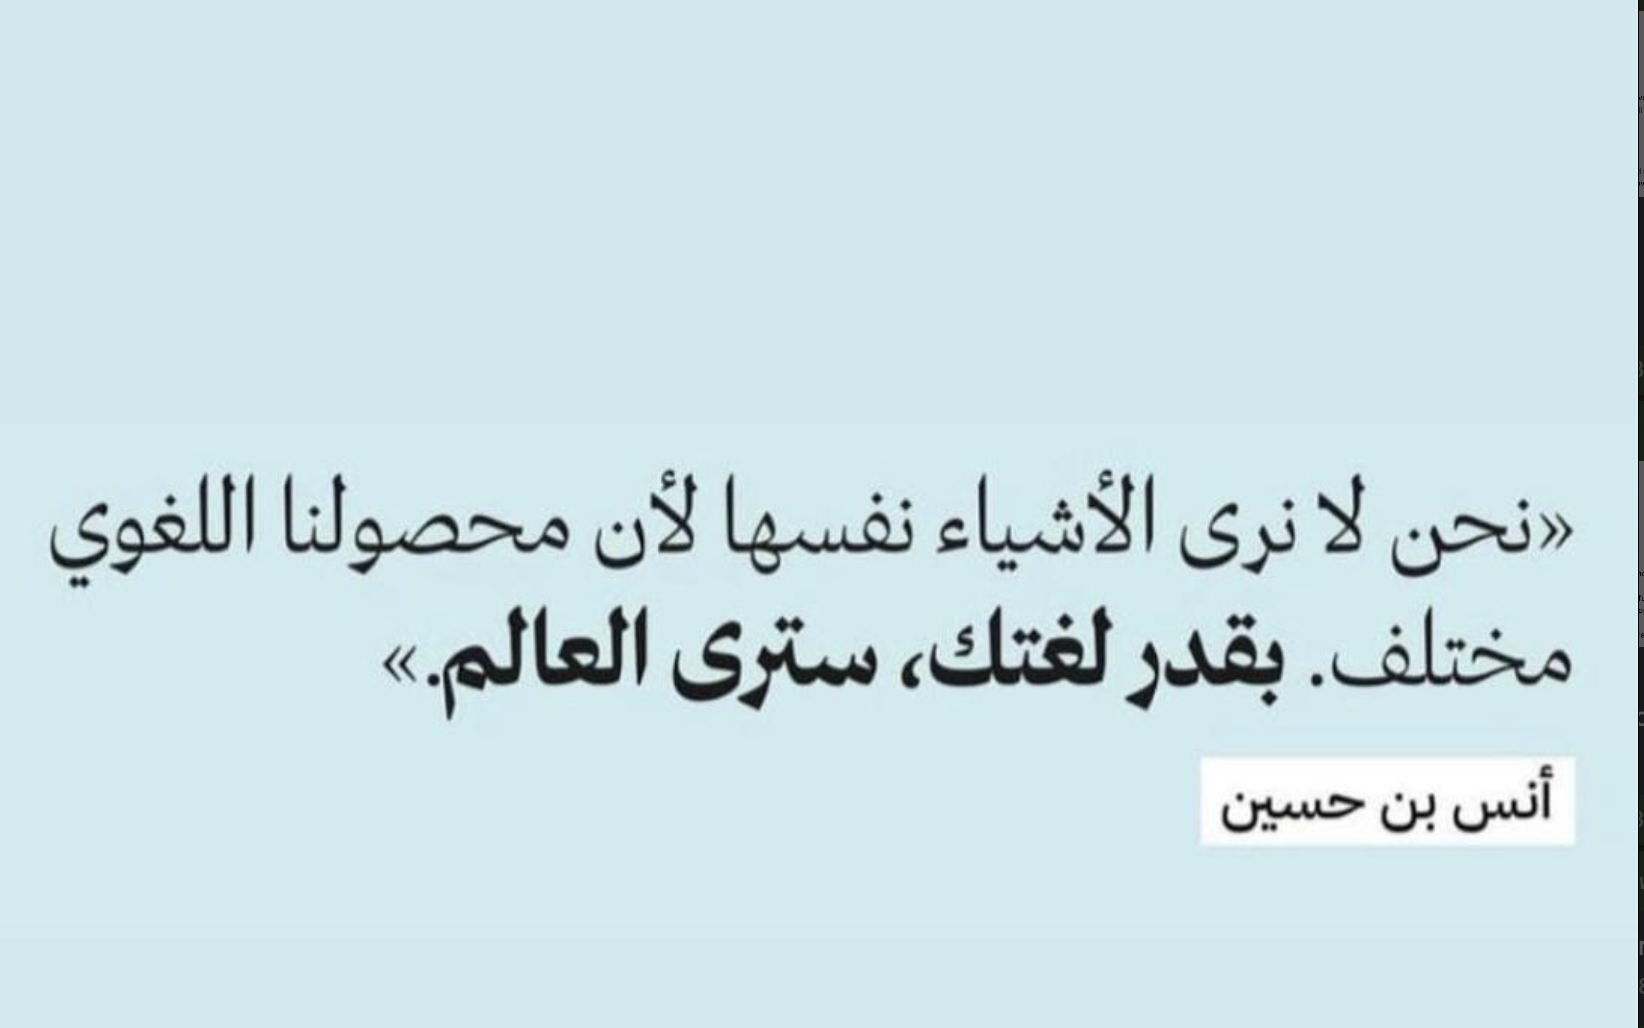 «نحن لا نرى الأشياء نفسها لأن محصولنا اللغوي
مختلف. بقدر لغتك، سترى العالم.»
أنس بن حسين